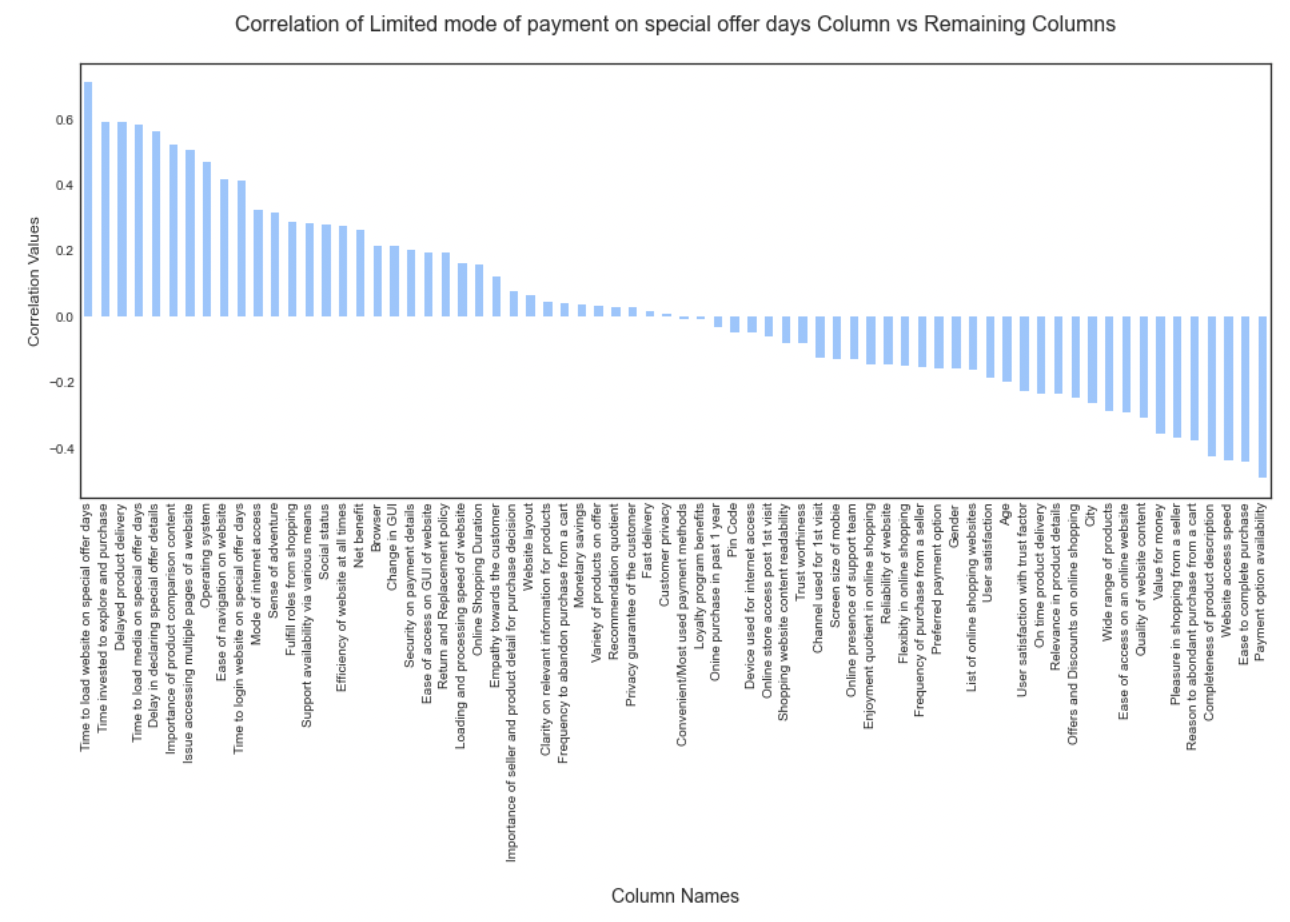 Correlation of Limited mode of payment on special offer days Column vs Remaining Columns
Correlation Values
0.6
0.4
0.2
0.0
−0.2
−0.4
Time to load website on special offer days
Time invested to explore and purchase
Delayed product delivery
Time to load media on special offer days
Delay in declaring special offer details
Importance of product comparison content
Issue accessing multiple pages of a website
Operating system
Ease of navigation on website
Time to login website on special offer days
Mode of internet access
Sense of adventure
Fulfill roles from shopping
Support availability via various means
Social status
Efficiency of website at all times
Net benefit
Browser
Change in GUI
Security on payment details
Ease of access on GUI of website
Return and Replacement policy
Loading and processing speed of website
Online Shopping Duration
Empathy towards the customer
Importance of seller and product detail for purchase decision
Website layout
Clarity on relevant information for products
Frequency to abandon purchase from a cart
Monetary savings
Variety of products on offer
Recommendation quotient
Privacy guarantee of the customer
Fast delivery
Customer privacy
Convenient/Most used payment methods
Loyalty program benefits
Onine purchase in past 1 year
Pin Code
Device used for internet access
Online store access post 1st visit
Shopping website content readability
Trust worthiness
Channel used for 1st visit
Screen size of mobie
Online presence of support team
Enjoyment quotient in online shopping
Reliability of website
Flexibity in online shopping
Frequency of purchase from a seller
Preferred payment option
Gender
List of online shopping websites
User satisfaction
Age
User satisfaction with trust factor
On time product delivery
Relevance in product details
Offers and Discounts on online shopping
City
Wide range of products
Ease of access on an online website
Quality of website content
Value for money
Pleasure in shopping from a seller
Reason to abondant purchase from a cart
Completeness of product description
Website access speed
Ease to complete purchase
Payment option availability
Column Names